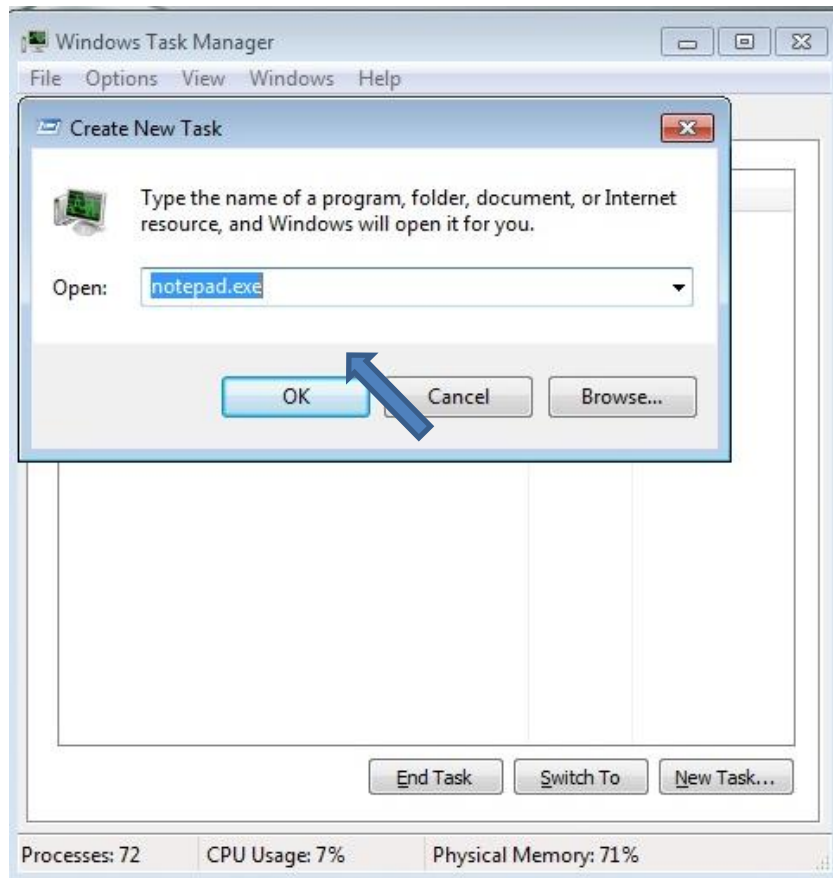 Windows Task Manager
File Options View Windows Help
Create New Task
Type the name of a program, folder, document, or Internet
resource, and Windows will open it for you.
Open: notepad.exe
OK Cancel Browse...
End Task Switch To New Task...
Processes: 72 CPU Usage: 7% Physical Memory: 71%